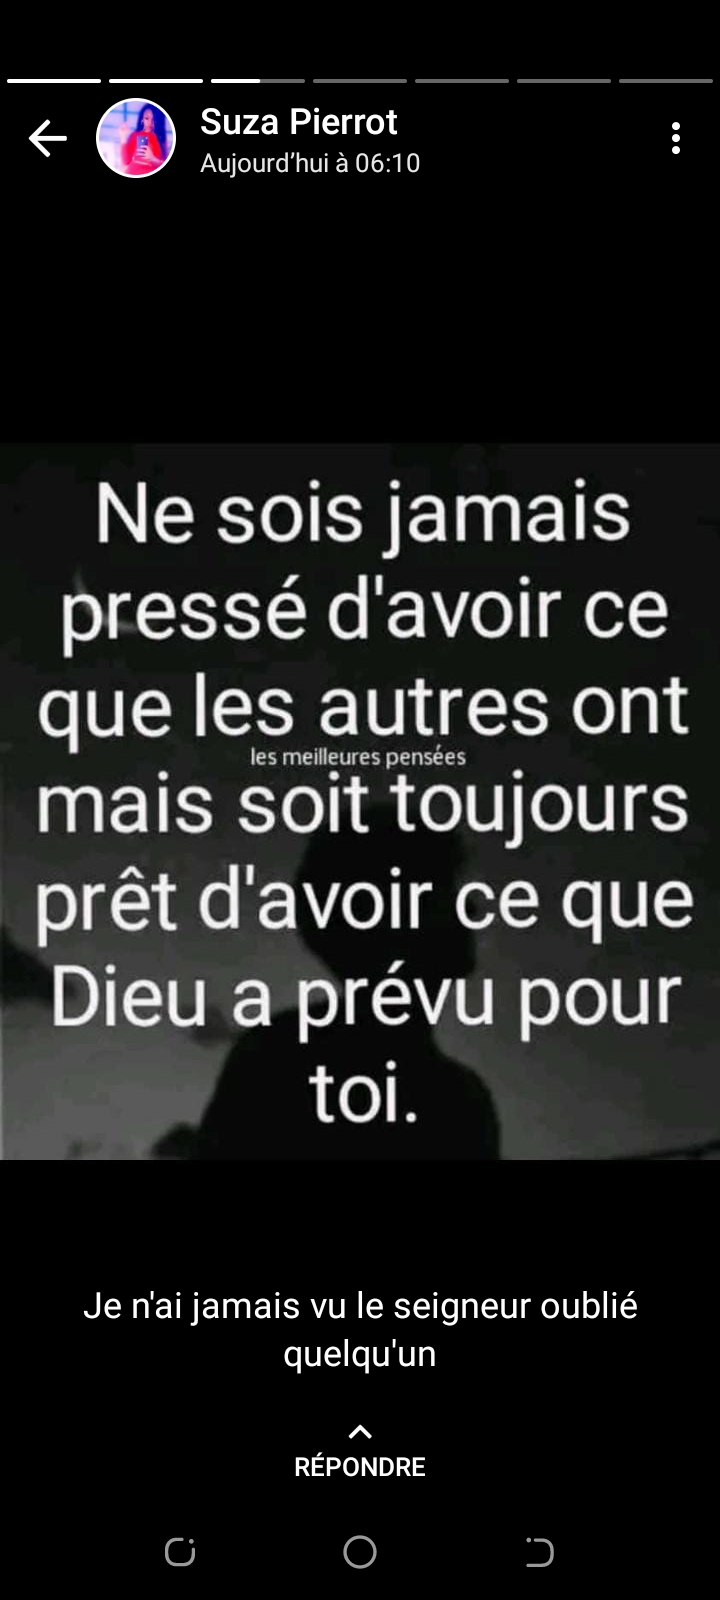 Suza Pierrot
Aujourd’hui à 06:10
Ne sois jamais
pressé d'avoir ce
que les autres ont
les meilleures pensées
mais soit toujours
prêt d'avoir ce que
Dieu a prévu pour
toi.
Je n'ai jamais vu le seigneur oublié
quelqu'un
RÉPONDRE